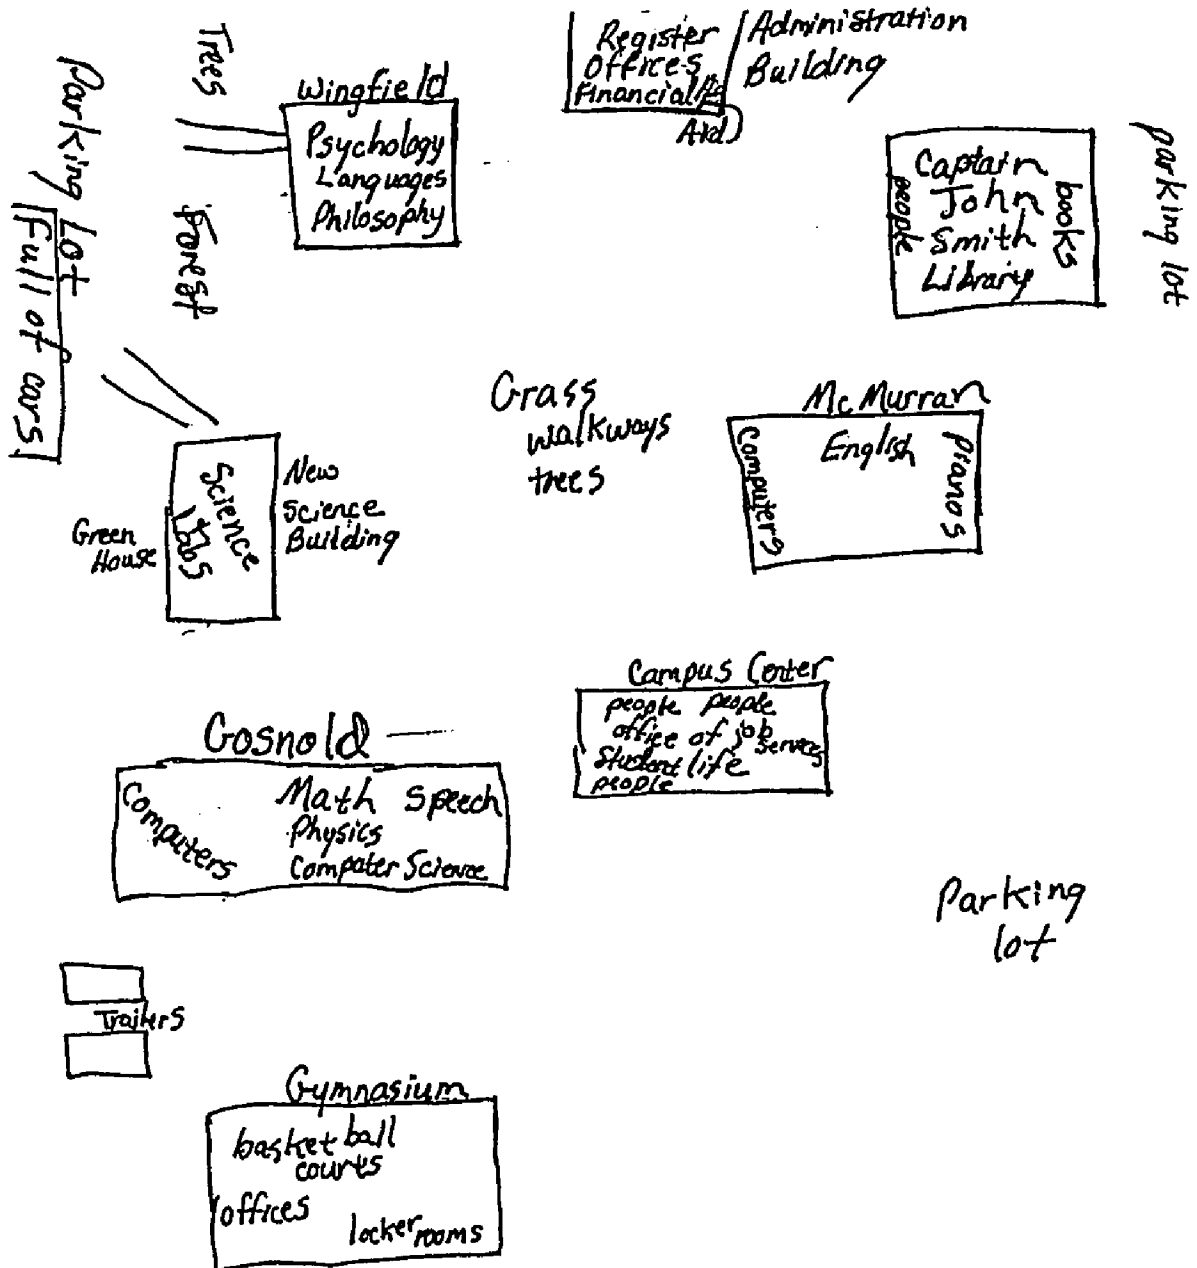 Register
Offices
Financial
Aid
Administration
Building
Trees
Parking Lot
Full of cars
Forest
Wingfield
Psychology
Languages
Philosophy
Captain
John
Smith
Library
people
books
parking lot
Grass
walkways
trees
McMurran
Computers
English
pianos
Green
House
Science
Labs
New
Science
Building
Campus Center
people people
office of job services
Student life
people
Gosnold
Computers
Math Speech
Physics
Computer Science
Parking
lot
Trailers
Gymnasium
basket ball
courts
offices
locker rooms